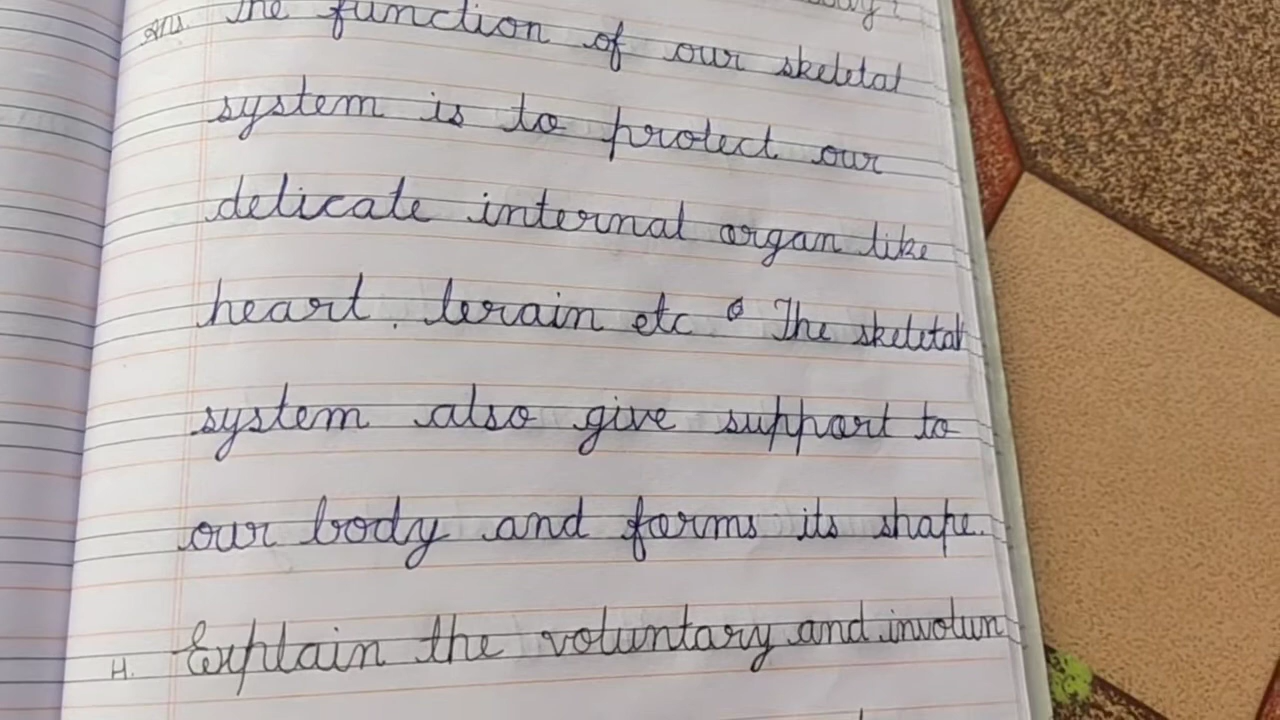 Ans. The function of our skeletal
system is to protect our
delicate internal organ like
heart, brain etc. The skeletal
system also give support to
our body and forms its shape.
H. Explain the voluntary and involun